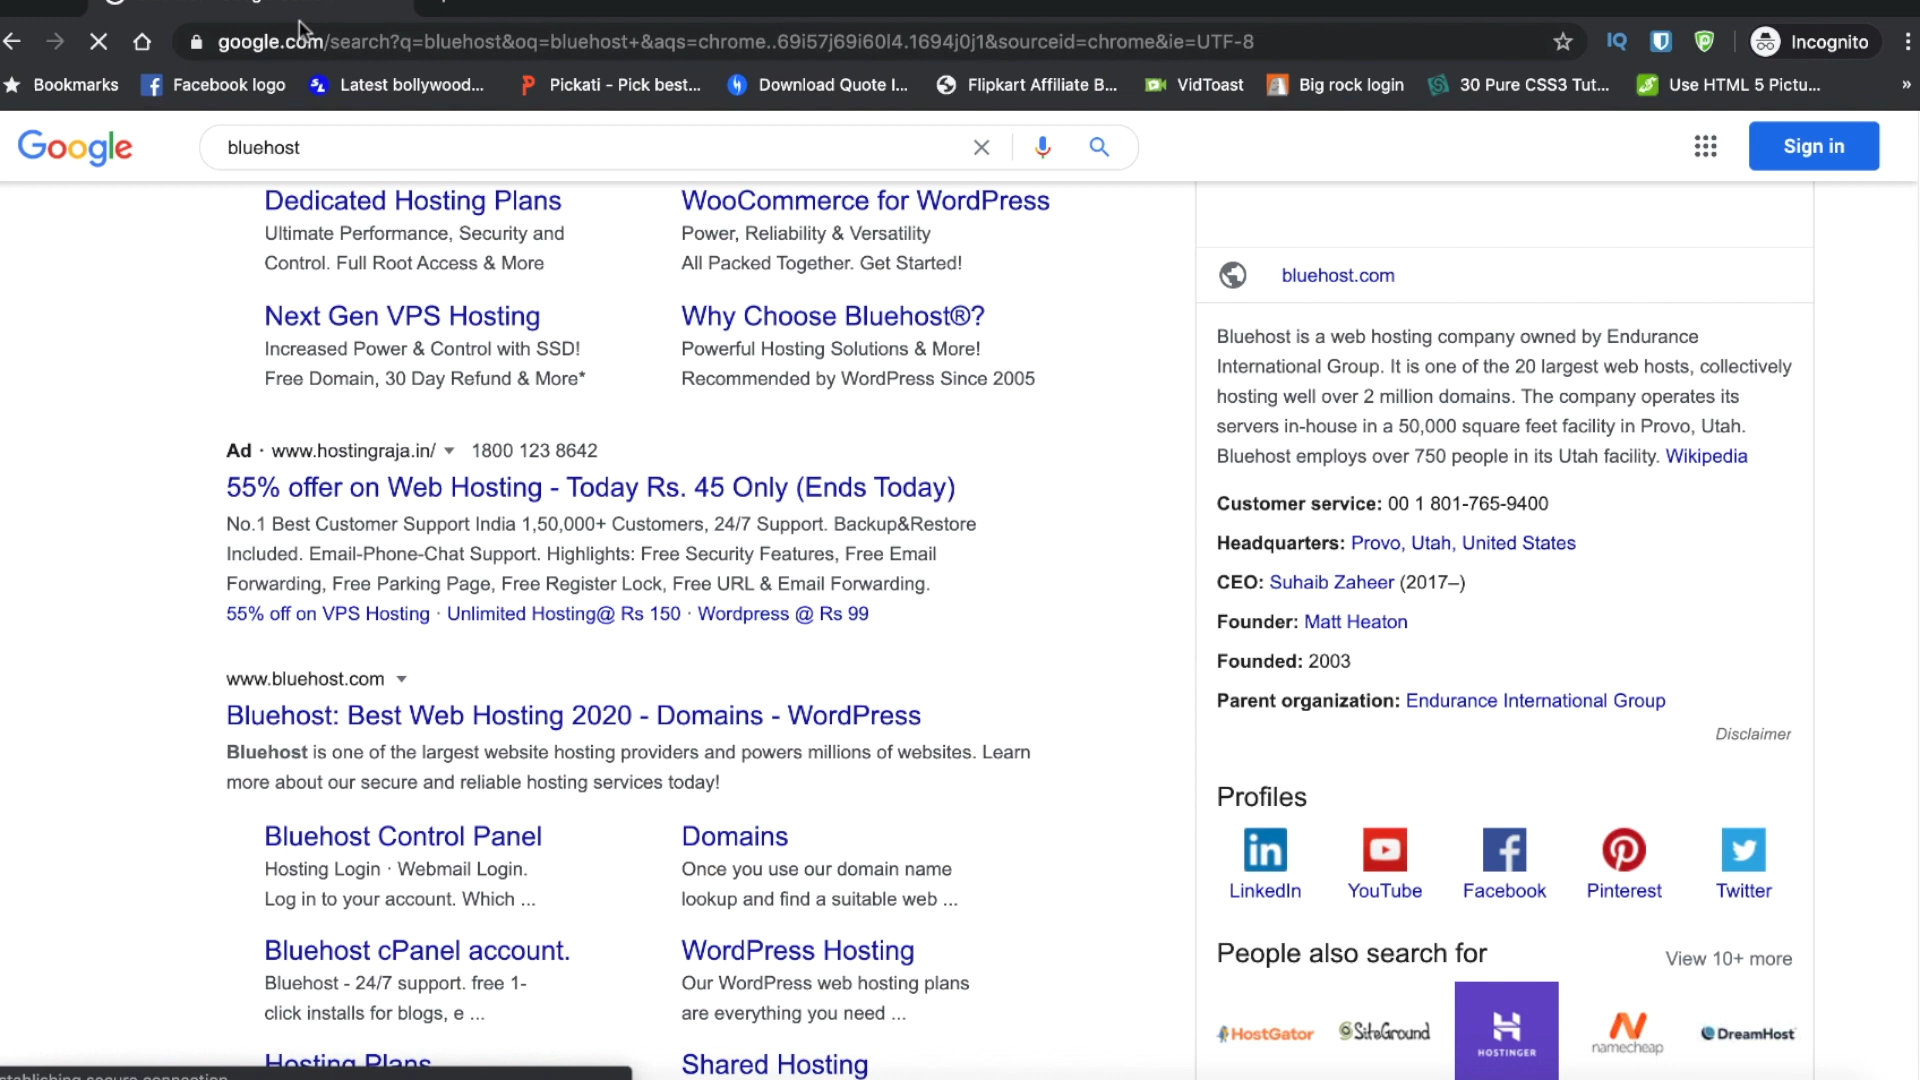 google.com/search?q=bluehost&oq=bluehost+&aqs=chrome..69i57j69i60l4.1694j0j1&sourceid=chrome&ie=UTF-8
IQ
Incognito
Bookmarks
Facebook logo
Latest bollywood...
Pickati - Pick best...
Download Quote I...
Flipkart Affiliate B...
VidToast
Big rock login
30 Pure CSS3 Tut...
Use HTML 5 Pictu...
»
Google
bluehost
Sign in
Dedicated Hosting Plans
Ultimate Performance, Security and
Control. Full Root Access & More
WooCommerce for WordPress
Power, Reliability & Versatility
All Packed Together. Get Started!
Next Gen VPS Hosting
Increased Power & Control with SSD!
Free Domain, 30 Day Refund & More*
Why Choose Bluehost®?
Powerful Hosting Solutions & More!
Recommended by WordPress Since 2005
Ad · www.hostingraja.in/ 1800 123 8642
55% offer on Web Hosting - Today Rs. 45 Only (Ends Today)
No.1 Best Customer Support India 1,50,000+ Customers, 24/7 Support. Backup&Restore
Included. Email-Phone-Chat Support. Highlights: Free Security Features, Free Email
Forwarding, Free Parking Page, Free Register Lock, Free URL & Email Forwarding.
55% off on VPS Hosting · Unlimited Hosting@ Rs 150 · Wordpress @ Rs 99
www.bluehost.com
Bluehost: Best Web Hosting 2020 - Domains - WordPress
Bluehost is one of the largest website hosting providers and powers millions of websites. Learn
more about our secure and reliable hosting services today!
Bluehost Control Panel
Hosting Login · Webmail Login.
Log in to your account. Which ...
Domains
Once you use our domain name
lookup and find a suitable web ...
Bluehost cPanel account.
Bluehost - 24/7 support. free 1-
click installs for blogs, e ...
WordPress Hosting
Our WordPress web hosting plans
are everything you need ...
Hosting Plans
Shared Hosting
bluehost.com
Bluehost is a web hosting company owned by Endurance
International Group. It is one of the 20 largest web hosts, collectively
hosting well over 2 million domains. The company operates its
servers in-house in a 50,000 square feet facility in Provo, Utah.
Bluehost employs over 750 people in its Utah facility. Wikipedia
Customer service: 00 1 801-765-9400
Headquarters: Provo, Utah, United States
CEO: Suhaib Zaheer (2017–)
Founder: Matt Heaton
Founded: 2003
Parent organization: Endurance International Group
Disclaimer
Profiles
LinkedIn
YouTube
Facebook
Pinterest
Twitter
People also search for
View 10+ more
HostGator
SiteGround
HOSTINGER
namecheap
DreamHost